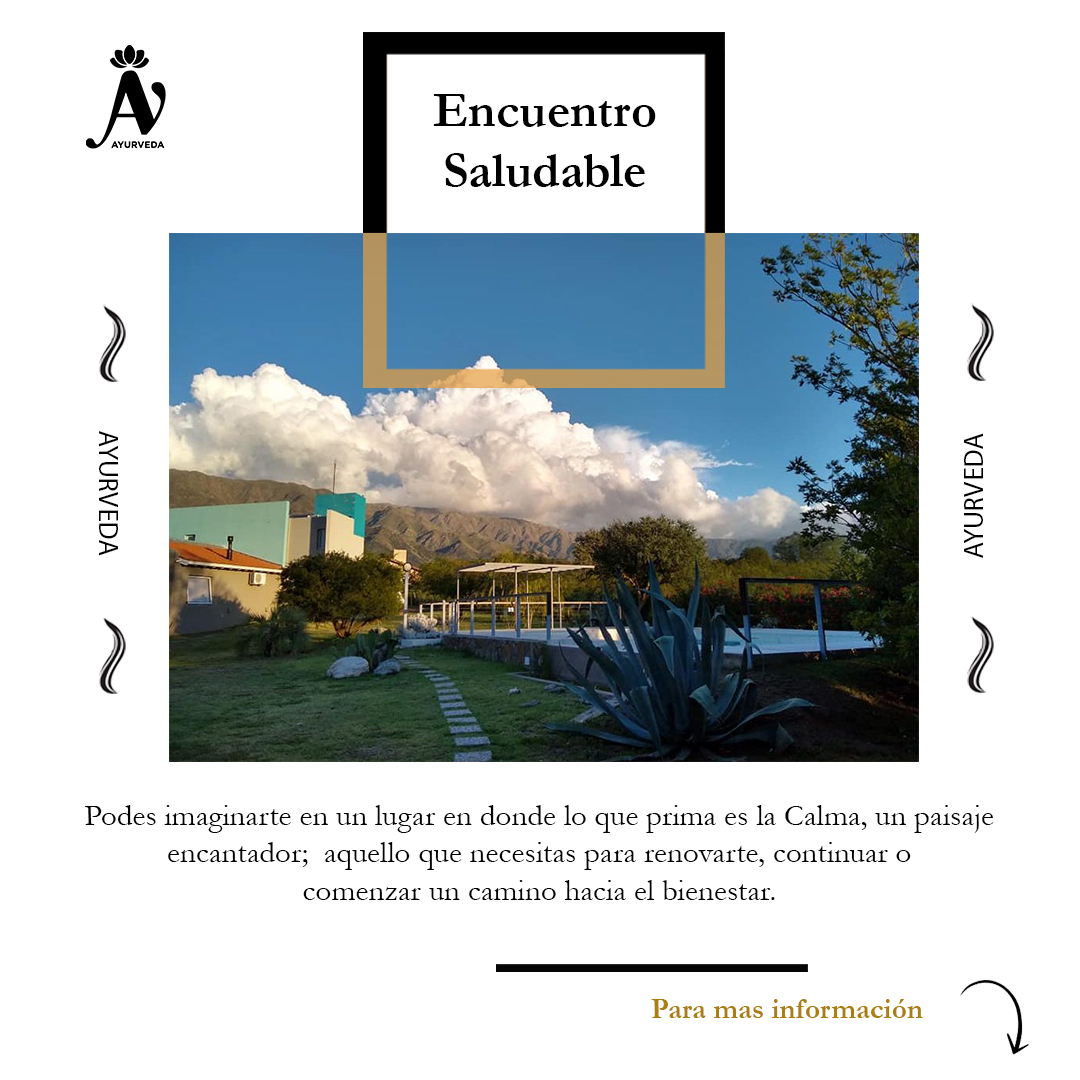 AV
AYURVEDA
Encuentro
Saludable
AYURVEDA
AYURVEDA
Podes imaginarte en un lugar en donde lo que prima es la Calma, un paisaje
encantador;  aquello que necesitas para renovarte, continuar o
comenzar un camino hacia el bienestar.
Para mas información